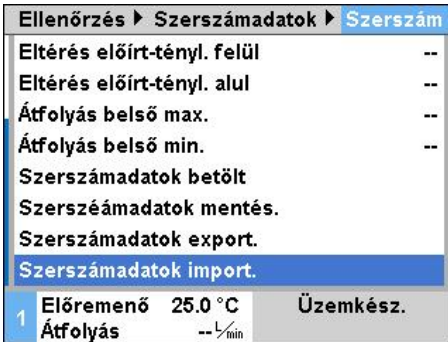 Ellenőrzés ▶ Szerszámadatok ▶ Szerszám
Eltérés előírt-tényl. felül --
Eltérés előírt-tényl. alul --
Átfolyás belső max. --
Átfolyás belső min. --
Szerszámadatok betölt
Szerszéámadatok mentés.
Szerszámadatok export.
Szerszámadatok import.
1 Előremenő 25.0 °C Üzemkész.
Átfolyás -- L/min